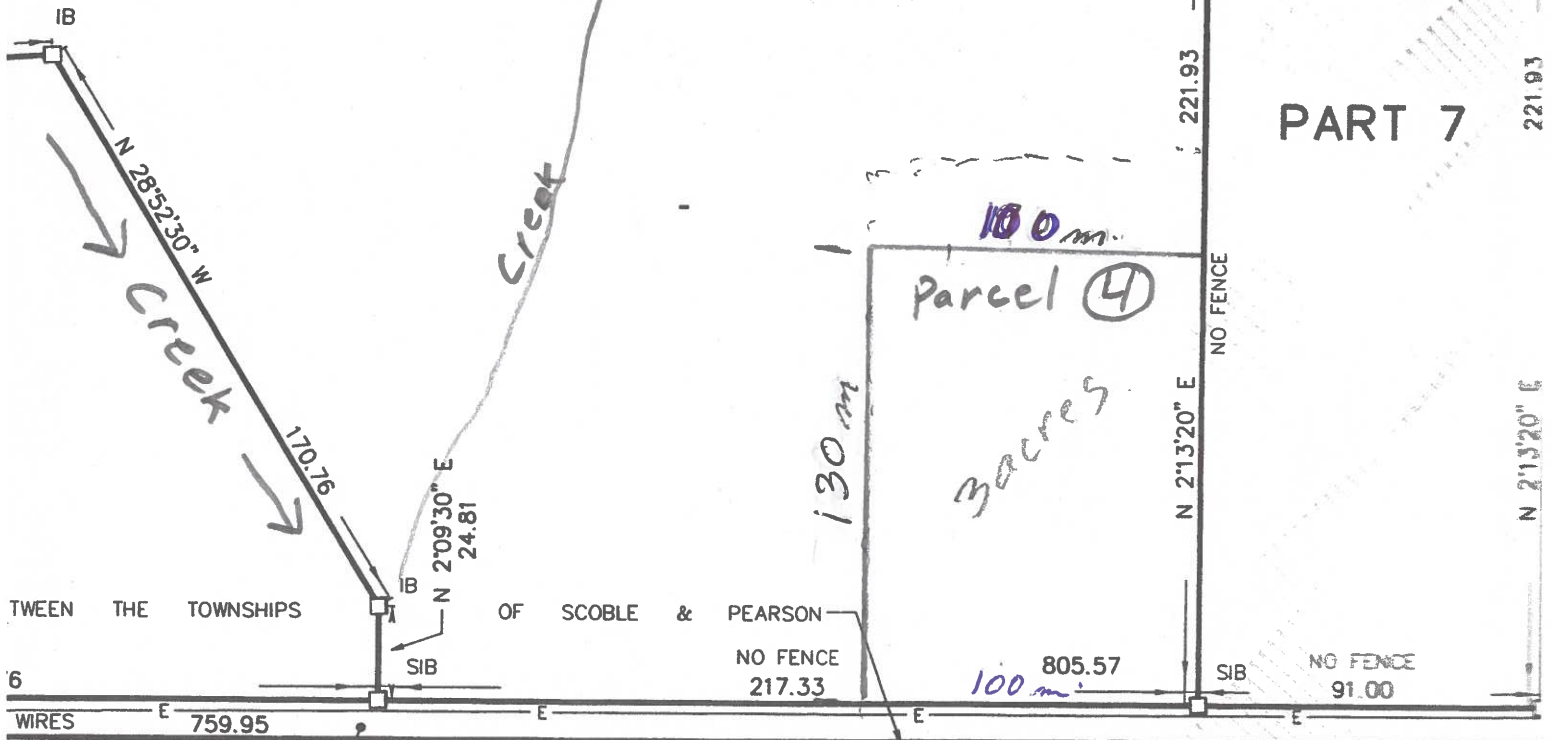 IB
221.93
PART 7
221.93
N 28°52'30" W
Creek
100 m.
Parcel 4
NO FENCE
Creek
130 m
3 acres
N 2°13'20" E
N 2°13'20" E
170.76
N 2°09'30" E
24.81
IB
TWEEN THE TOWNSHIPS OF SCOBLE & PEARSON
SIB
NO FENCE
217.33
805.57
100 m
SIB
NO FENCE
91.00
6
WIRES
759.95
E
E
E
E